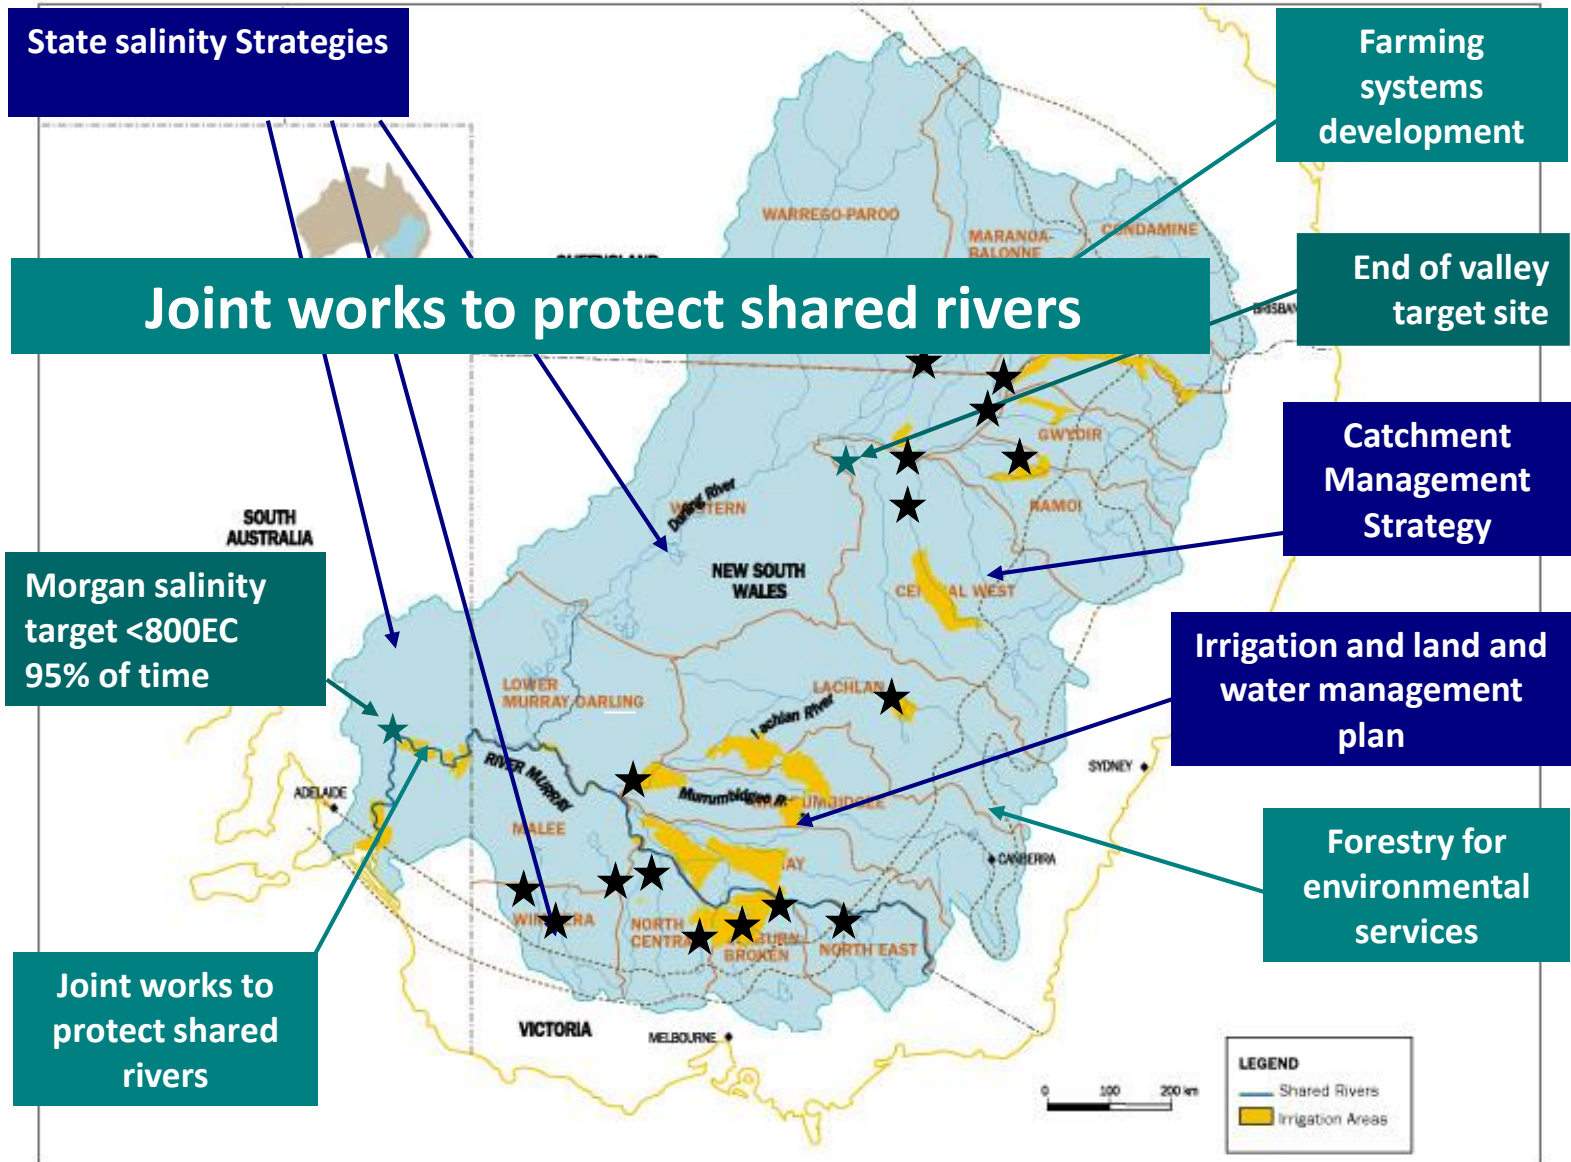 State salinity Strategies
Farming
systems
development
WARREGO-PAROO
MARANOA-
BALONNE
CONDAMINE
Joint works to protect shared rivers
End of valley
target site
GWYDIR
Catchment
Management
Strategy
NAMOI
Darling River
WESTERN
SOUTH
AUSTRALIA
NEW SOUTH
WALES
Morgan salinity
target <800EC
95% of time
Irrigation and land and
water management
plan
LOWER
MURRAY DARLING
LACHLAN
Lachlan River
RIVER MURRAY
SYDNEY
ADELAIDE
Murrumbidgee R.
MALEE
CANBERRA
Forestry for
environmental
services
NORTH
BROKEN
NORTH EAST
Joint works to
protect shared
rivers
VICTORIA
MELBOURNE
LEGEND
Shared Rivers
Irrigation Areas
0 100 200 km